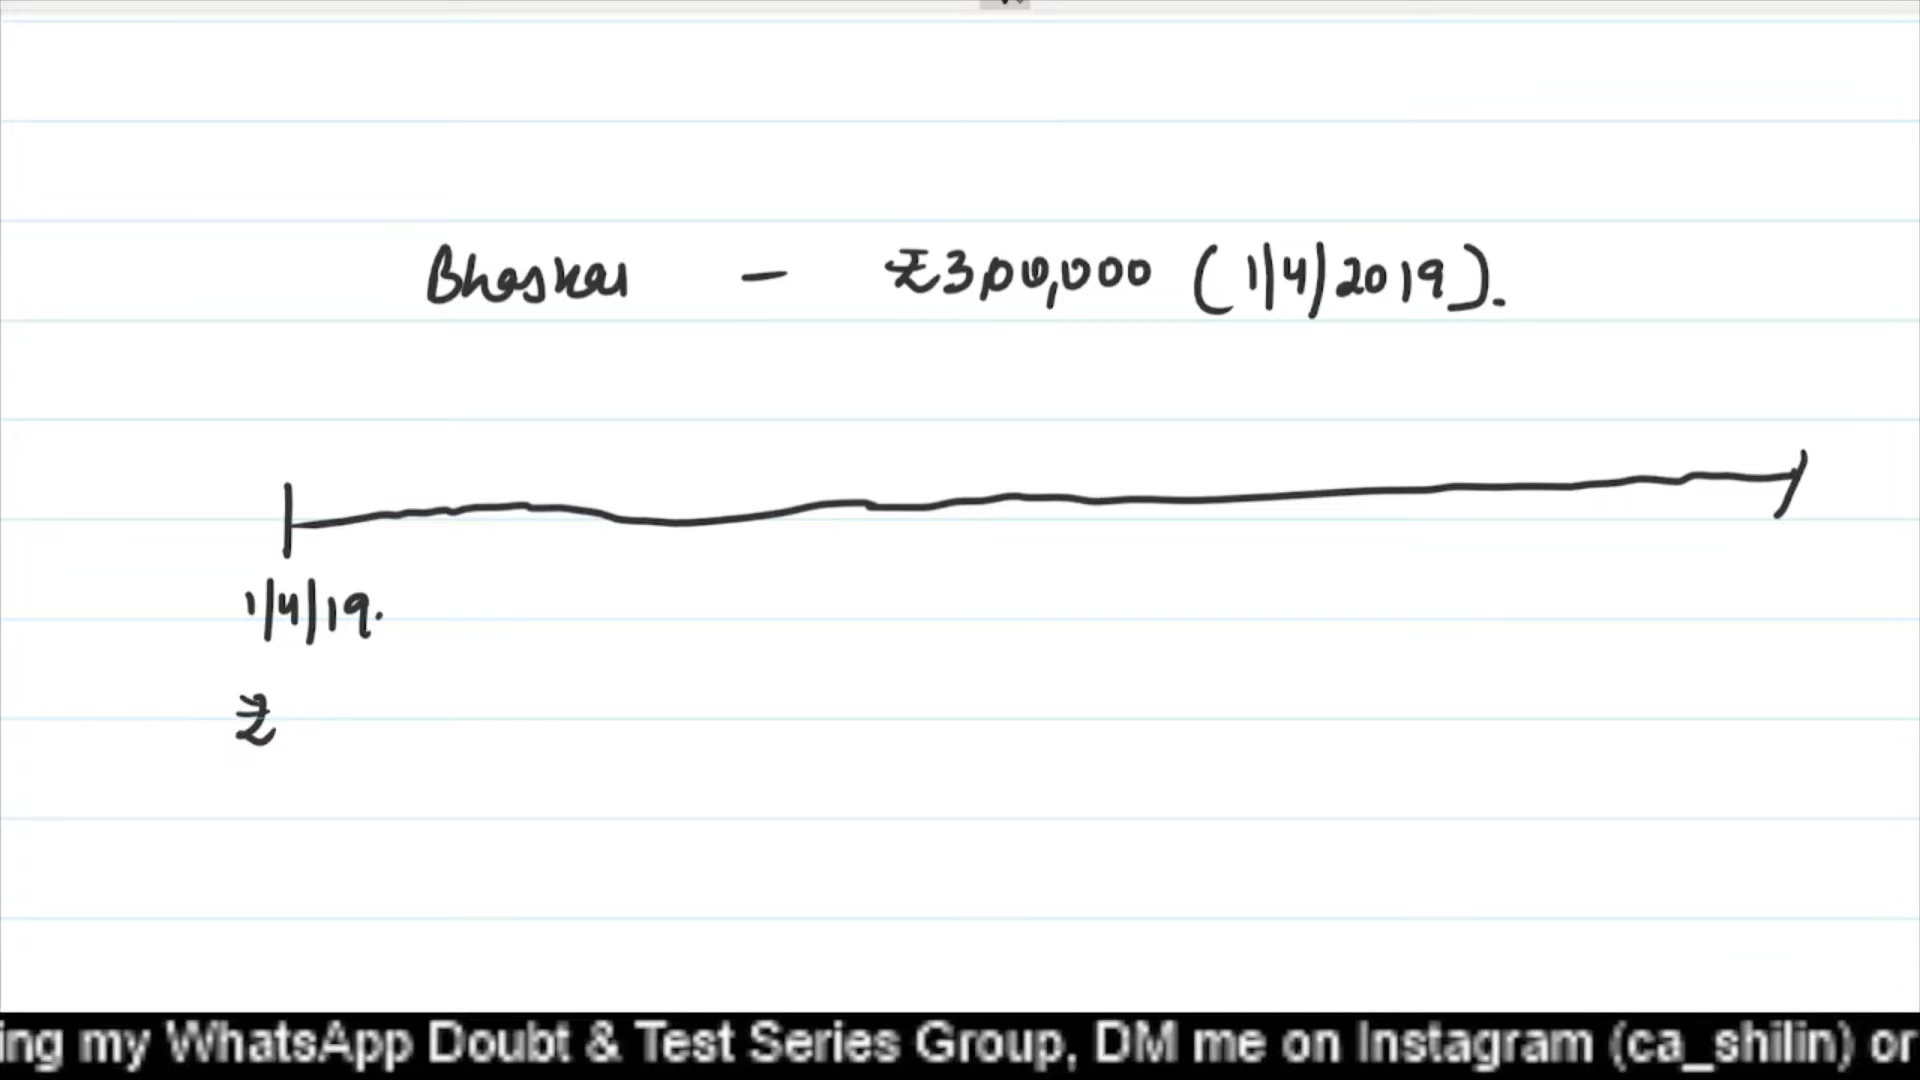 Bhaskar - ₹3,00,000 (1/4/2019).
1/4/19.
₹
ing my WhatsApp Doubt & Test Series Group, DM me on Instagram (ca_shilin) or